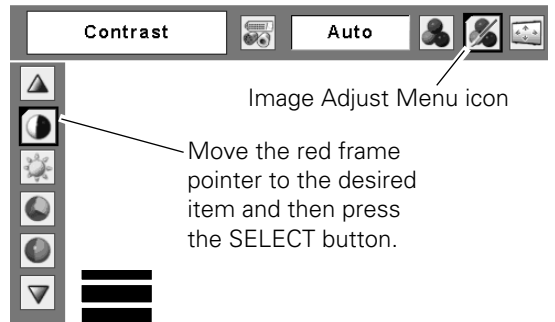 Contrast
Auto
Image Adjust Menu icon
Move the red frame
pointer to the desired
item and then press
the SELECT button.